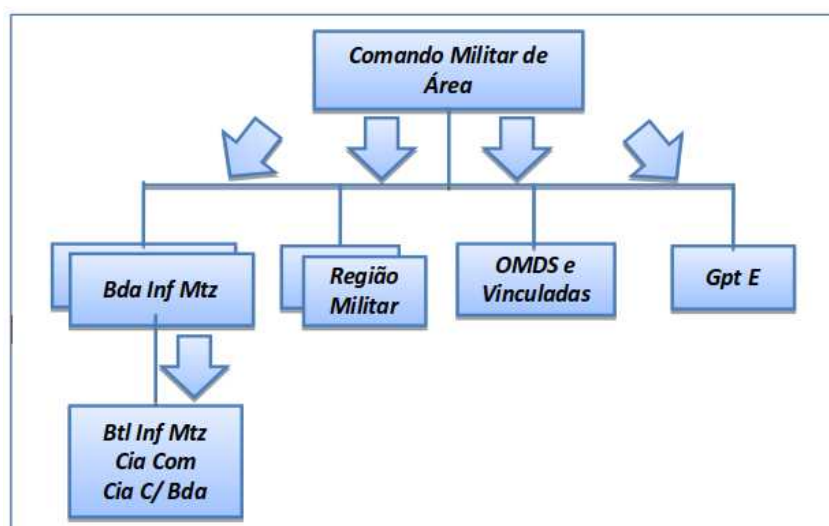 Comando Militar de
Área
Bda Inf Mtz
Região
Militar
OMDS e
Vinculadas
Gpt E
Btl Inf Mtz
Cia Com
Cia C/ Bda